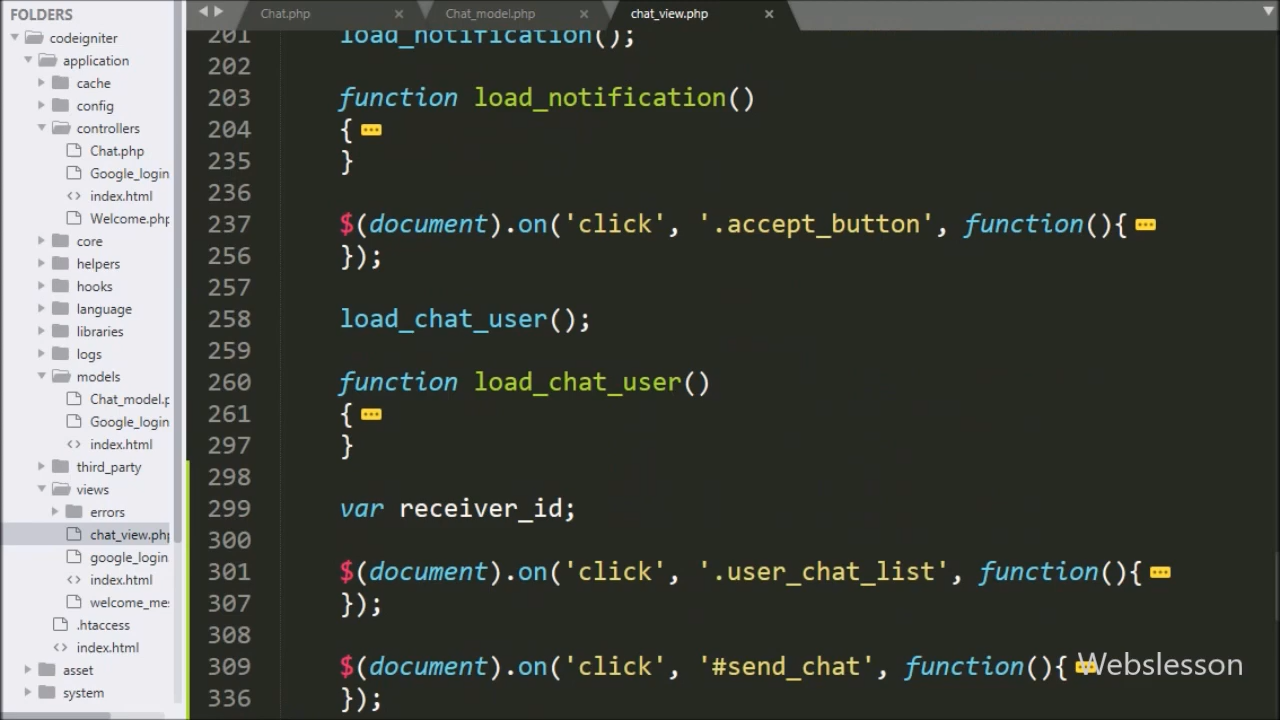 FOLDERS
codeigniter
application
cache
config
controllers
Chat.php
Google_login
index.html
Welcome.php
core
helpers
hooks
language
libraries
logs
models
Chat_model.p
Google_login
index.html
third_party
views
errors
chat_view.php
google_login
index.html
welcome_mes
.htaccess
index.html
asset
system
Chat.php
Chat_model.php
chat_view.php
201 load_notification();
202
203 function load_notification()
204 {
235 }
236
237 $(document).on('click', '.accept_button', function(){
256 });
257
258 load_chat_user();
259
260 function load_chat_user()
261 {
297 }
298
299 var receiver_id;
300
301 $(document).on('click', '.user_chat_list', function(){
307 });
308
309 $(document).on('click', '#send_chat', function(){
336 });
Webslesson